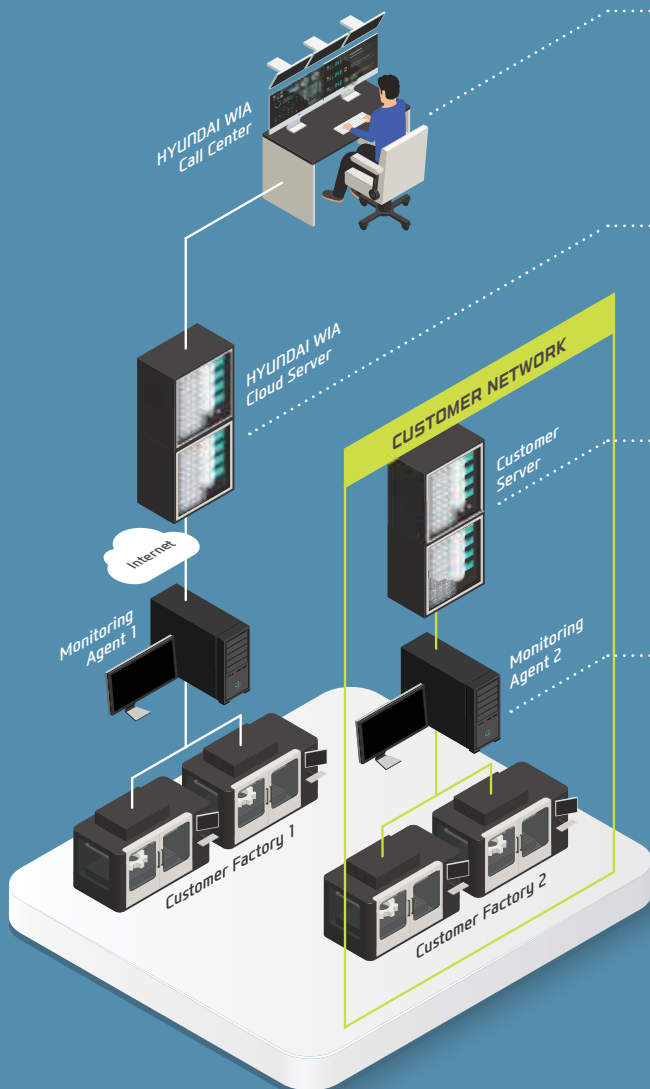 HYUNDAI WIA
Call Center
HYUNDAI WIA
Cloud Server
CUSTOMER NETWORK
Customer
Server
Internet
Monitoring
Agent 1
Monitoring
Agent 2
Customer Factory 1
Customer Factory 2